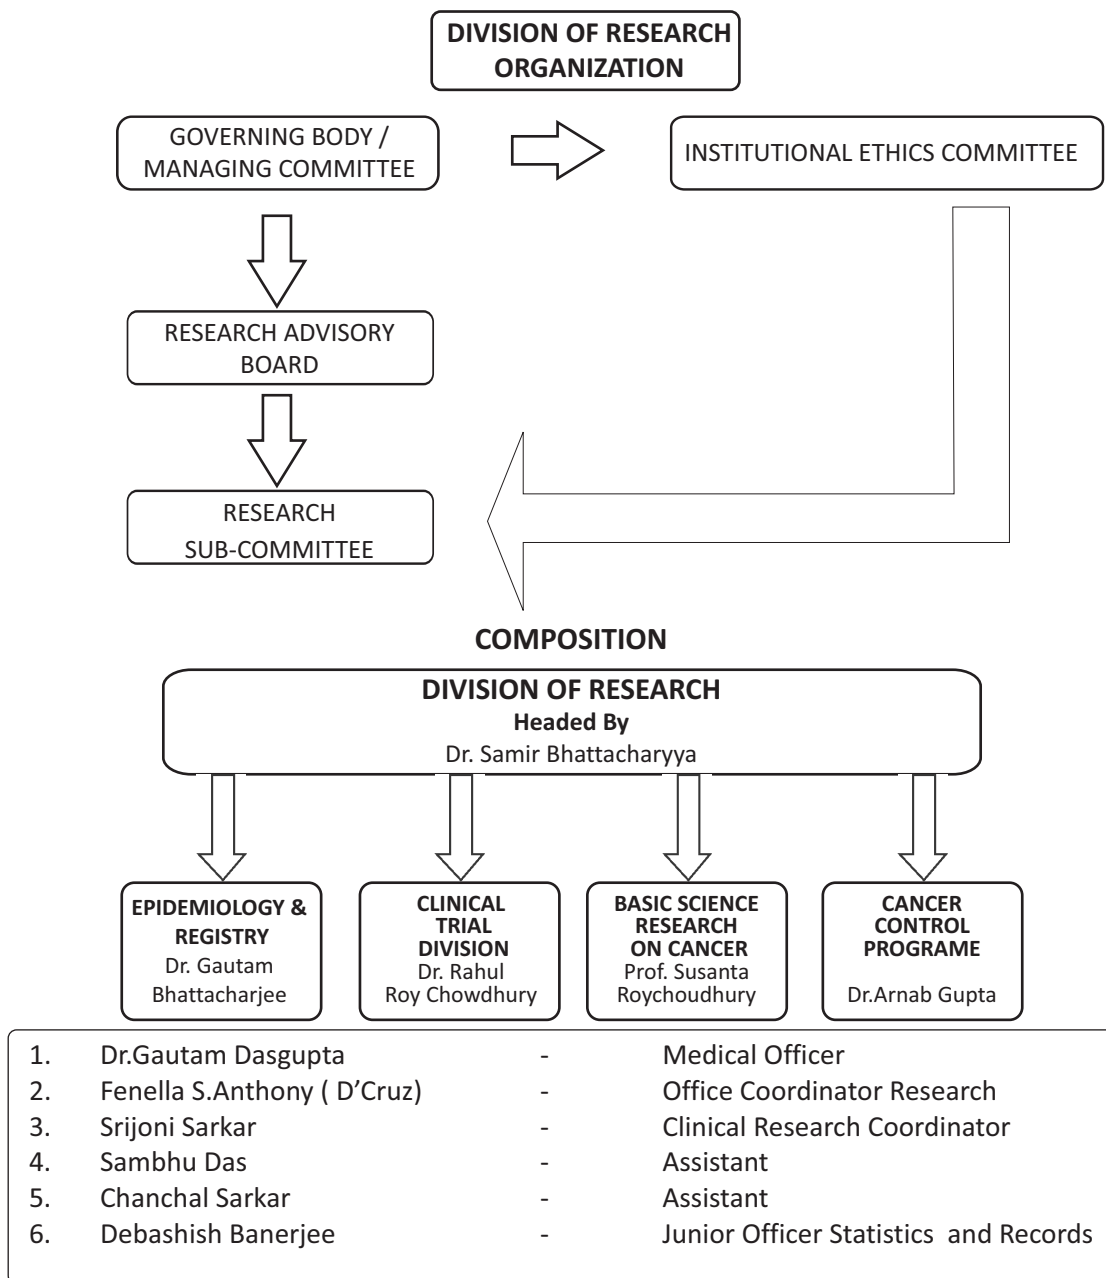 DIVISION OF RESEARCH
ORGANIZATION
GOVERNING BODY /
MANAGING COMMITTEE
INSTITUTIONAL ETHICS COMMITTEE
RESEARCH ADVISORY
BOARD
RESEARCH
SUB-COMMITTEE
COMPOSITION
DIVISION OF RESEARCH
Headed By
Dr. Samir Bhattacharyya
EPIDEMIOLOGY &
REGISTRY
Dr. Gautam
Bhattacharjee
CLINICAL
TRIAL
DIVISION
Dr. Rahul
Roy Chowdhury
BASIC SCIENCE
RESEARCH
ON CANCER
Prof. Susanta
Roychoudhury
CANCER
CONTROL
PROGRAME
Dr.Arnab Gupta
1. Dr.Gautam Dasgupta - Medical Officer
2. Fenella S.Anthony ( D’Cruz) - Office Coordinator Research
3. Srijoni Sarkar - Clinical Research Coordinator
4. Sambhu Das - Assistant
5. Chanchal Sarkar - Assistant
6. Debashish Banerjee - Junior Officer Statistics and Records